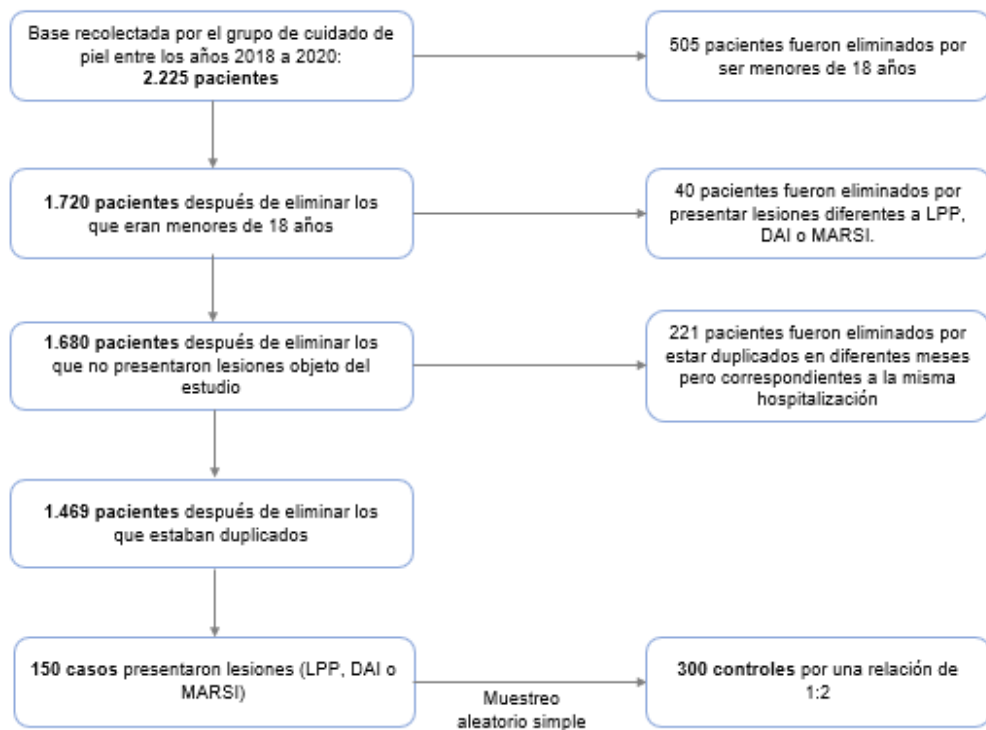 Base recolectada por el grupo de cuidado de
piel entre los años 2018 a 2020:
2.225 pacientes
505 pacientes fueron eliminados por
ser menores de 18 años
1.720 pacientes después de eliminar los
que eran menores de 18 años
40 pacientes fueron eliminados por
presentar lesiones diferentes a LPP,
DAI o MARSI.
1.680 pacientes después de eliminar los
que no presentaron lesiones objeto del
estudio
221 pacientes fueron eliminados por
estar duplicados en diferentes meses
pero correspondientes a la misma
hospitalización
1.469 pacientes después de eliminar los
que estaban duplicados
150 casos presentaron lesiones (LPP, DAI o
MARSI)
Muestreo
aleatorio simple
300 controles por una relación de
1:2